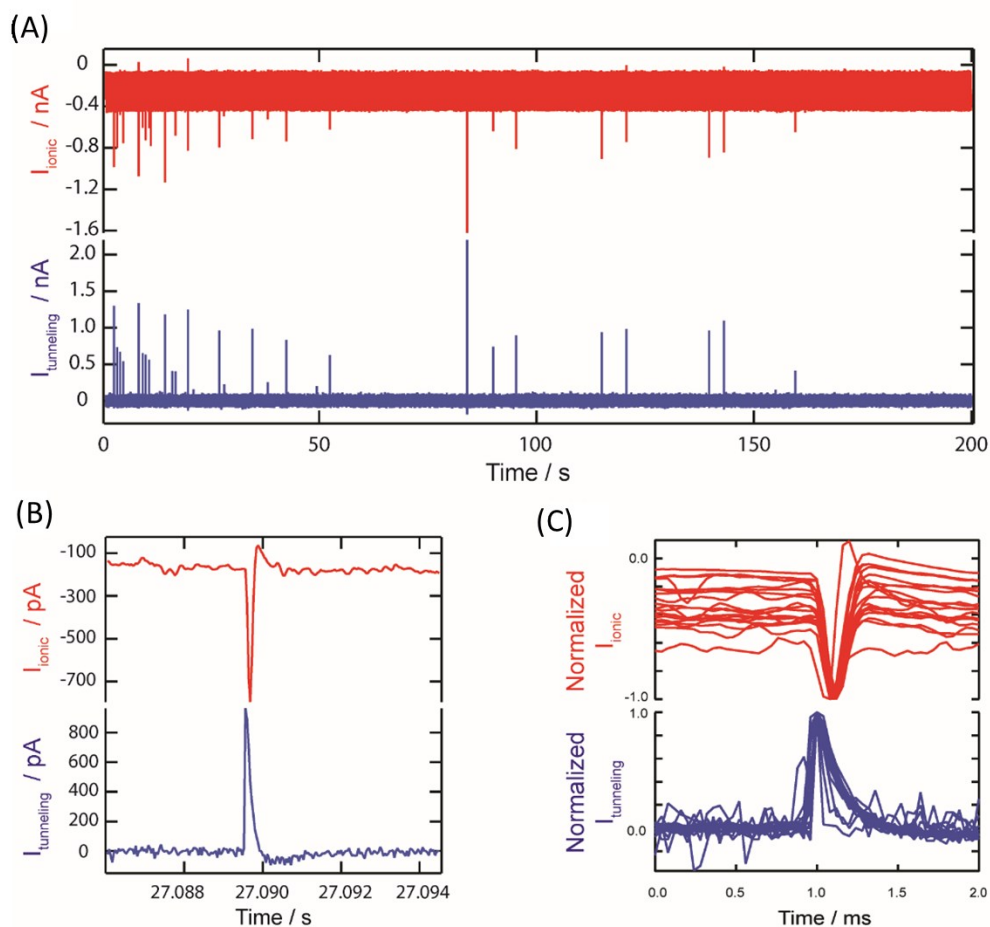 (A)
I_ionic / nA
0
-0.4
-0.8
-1.2
-1.6
I_tunneling / nA
2.0
1.5
1.0
0.5
0
0 50 100 150 200
Time / s
(B)
I_ionic / pA
-100
-300
-500
-700
I_tunneling / pA
800
600
400
200
0
27.088 27.090 27.092 27.094
Time / s
(C)
Normalized
I_ionic
0.0
-1.0
Normalized
I_tunneling
1.0
0.0
0.0 0.5 1.0 1.5 2.0
Time / ms